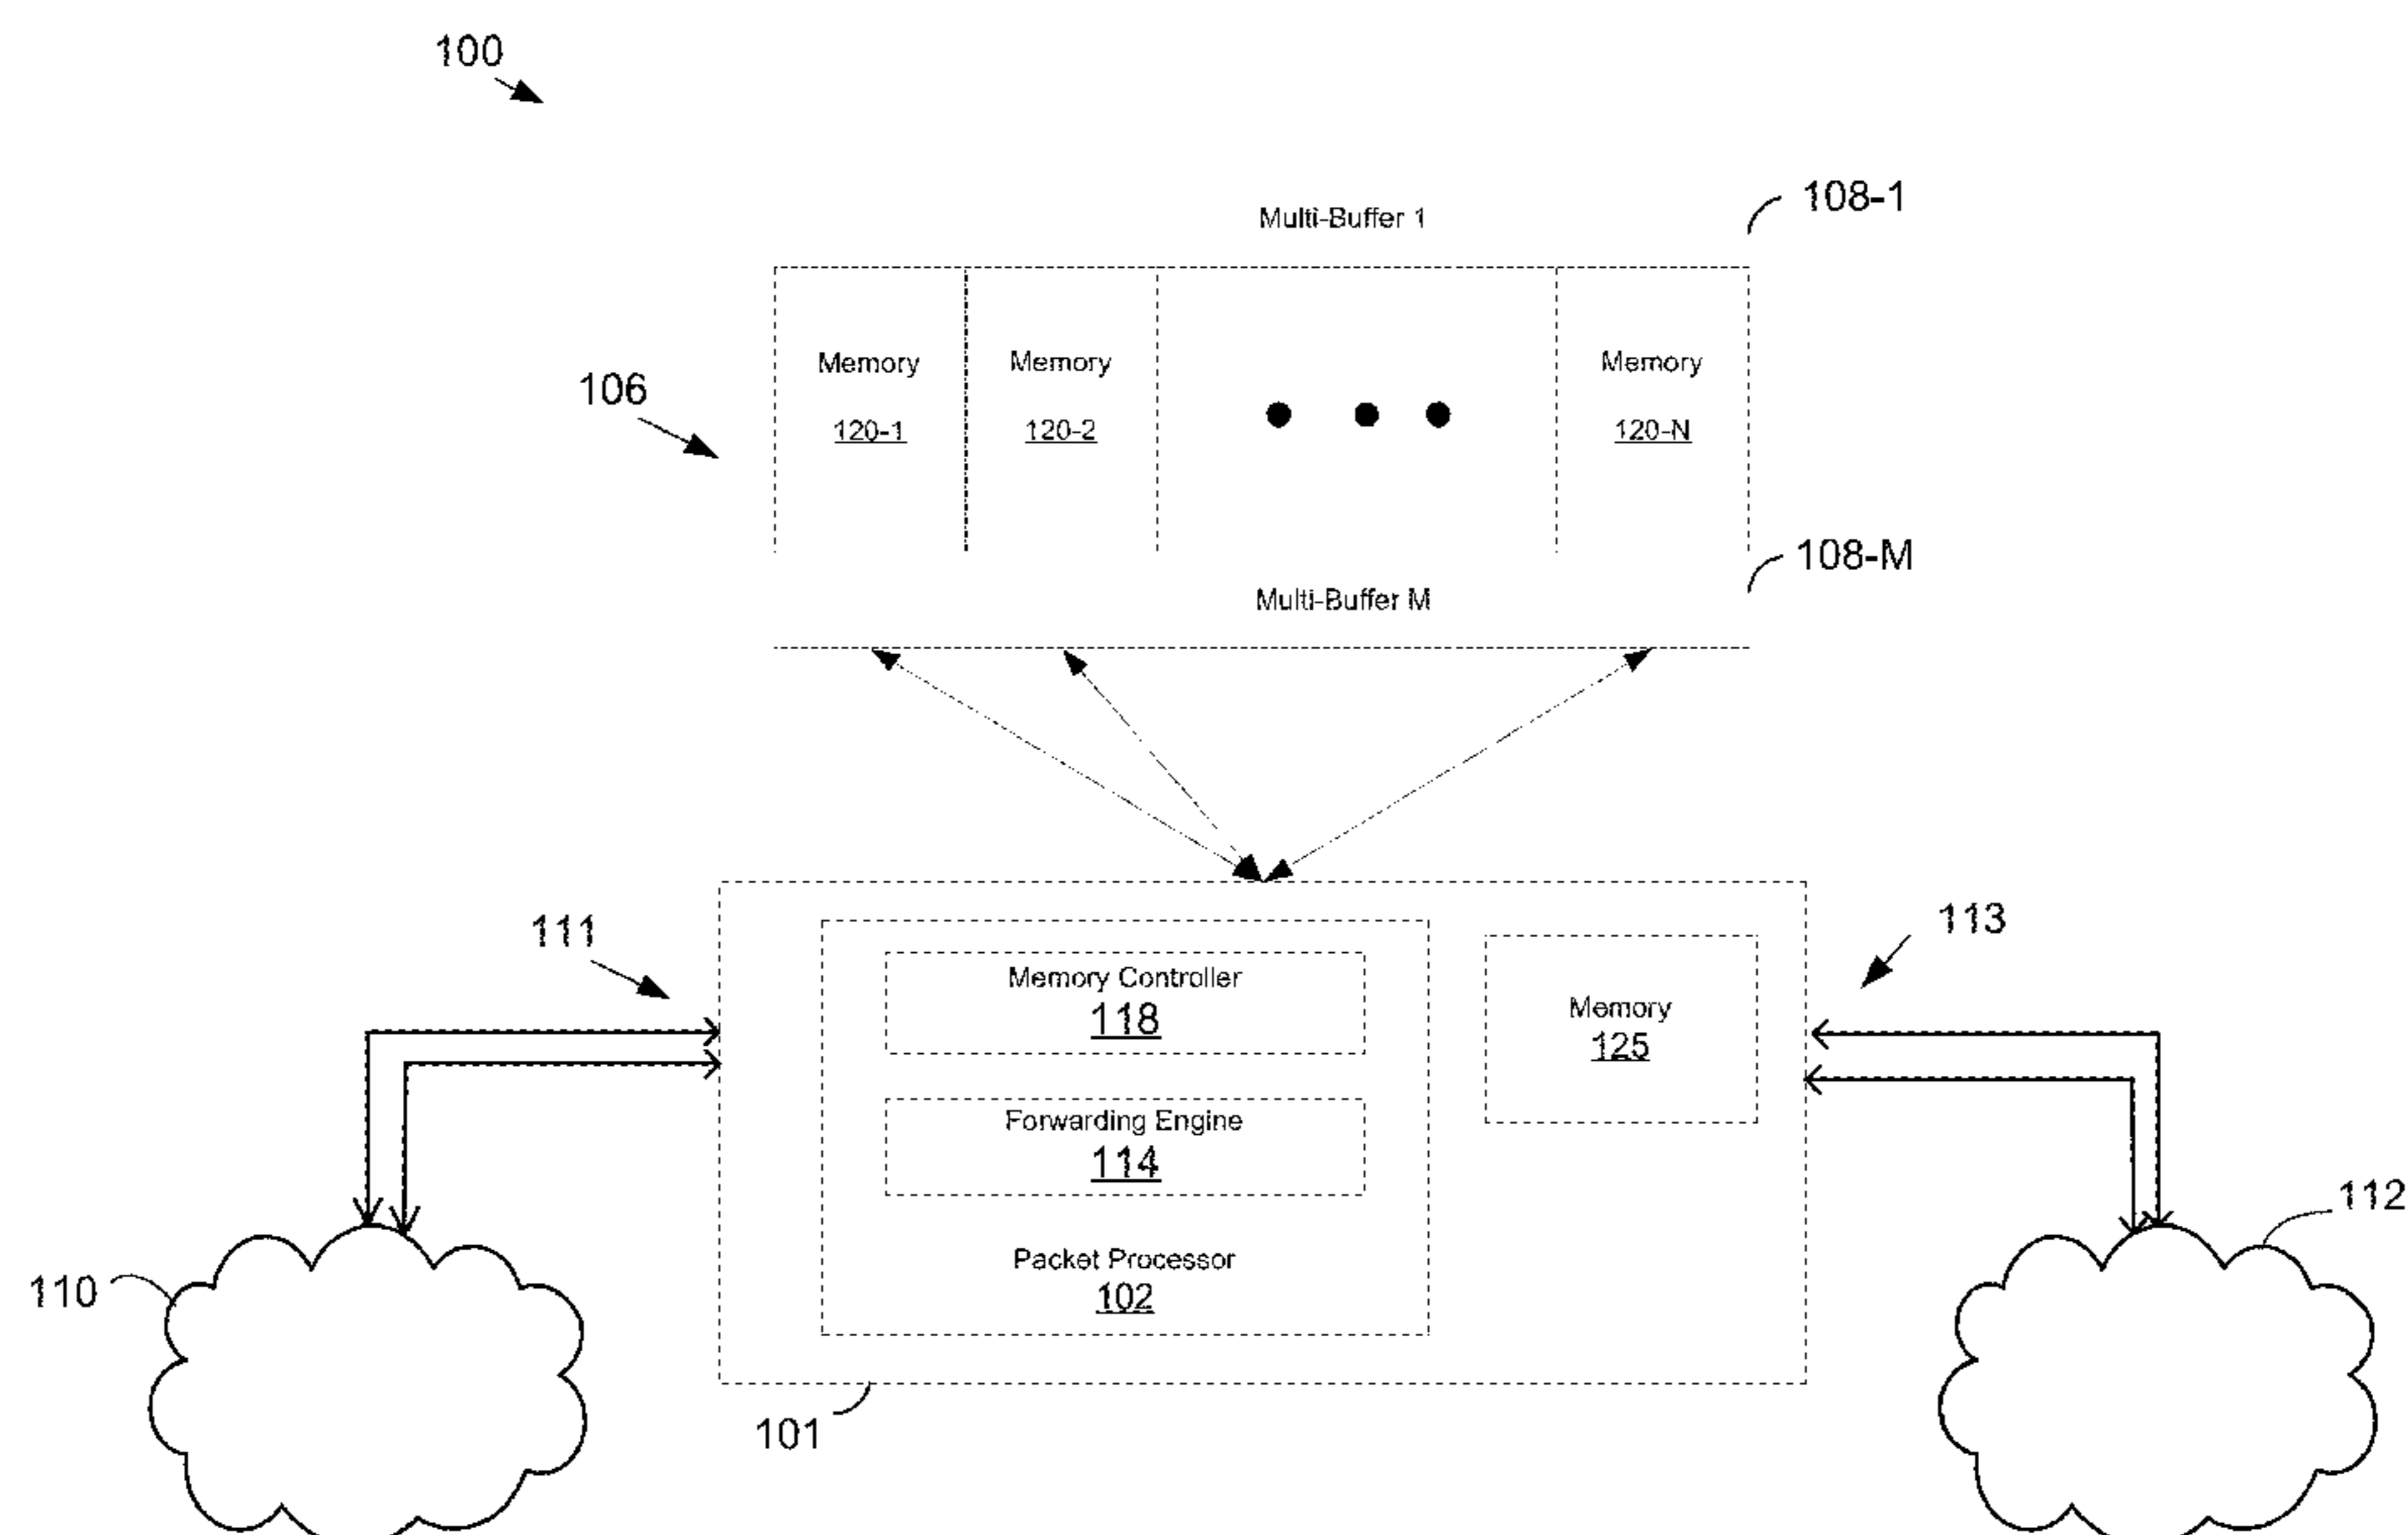 100
108-1
Multi-Buffer 1
Memory
120-1
Memory
120-2
Memory
120-N
106
108-M
Multi-Buffer M
111
113
Memory Controller
118
Memory
125
Forwarding Engine
114
112
Packet Processor
102
110
101